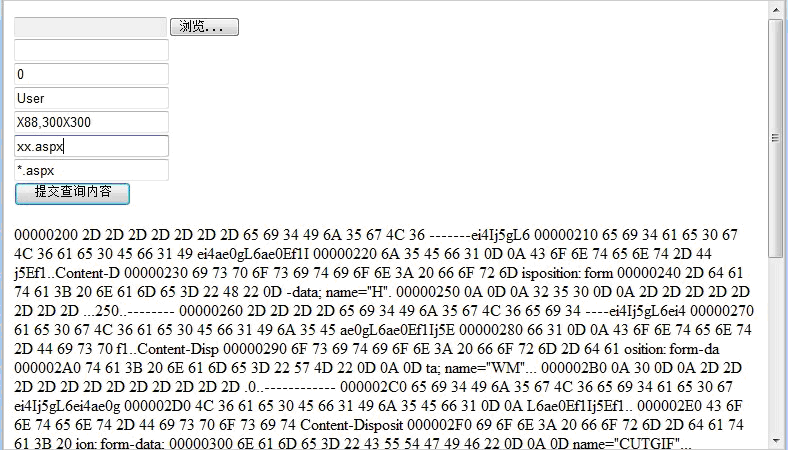 浏览...
0
User
X88,300X300
xx.aspx
*.aspx
提交查询内容
00000200 2D 2D 2D 2D 2D 2D 2D 65 69 34 49 6A 35 67 4C 36 -------ei4Ij5gL6 00000210 65 69 34 61 65 30 67
4C 36 61 65 30 45 66 31 49 ei4ae0gL6ae0Ef1I 00000220 6A 35 45 66 31 0D 0A 43 6F 6E 74 65 6E 74 2D 44
j5Ef1..Content-D 00000230 69 73 70 6F 73 69 74 69 6F 6E 3A 20 66 6F 72 6D isposition: form 00000240 2D 64 61
74 61 3B 20 6E 61 6D 65 3D 22 48 22 0D -data; name="H". 00000250 0A 0D 0A 32 35 30 0D 0A 2D 2D 2D 2D 2D
2D 2D 2D ...250..-------- 00000260 2D 2D 2D 2D 65 69 34 49 6A 35 67 4C 36 65 69 34 ----ei4Ij5gL6ei4 00000270
61 65 30 67 4C 36 61 65 30 45 66 31 49 6A 35 45 ae0gL6ae0Ef1Ij5E 00000280 66 31 0D 0A 43 6F 6E 74 65 6E 74
2D 44 69 73 70 f1..Content-Disp 00000290 6F 73 69 74 69 6F 6E 3A 20 66 6F 72 6D 2D 64 61 osition: form-da
000002A0 74 61 3B 20 6E 61 6D 65 3D 22 57 4D 22 0D 0A 0D ta; name="WM"... 000002B0 0A 30 0D 0A 2D 2D
2D 2D 2D 2D 2D 2D 2D 2D 2D 2D .0..------------ 000002C0 65 69 34 49 6A 35 67 4C 36 65 69 34 61 65 30 67
ei4Ij5gL6ei4ae0g 000002D0 4C 36 61 65 30 45 66 31 49 6A 35 45 66 31 0D 0A L6ae0Ef1Ij5Ef1.. 000002E0 43 6F
6E 74 65 6E 74 2D 44 69 73 70 6F 73 69 74 Content-Disposit 000002F0 69 6F 6E 3A 20 66 6F 72 6D 2D 64 61 74
61 3B 20 ion: form-data; 00000300 6E 61 6D 65 3D 22 43 55 54 47 49 46 22 0D 0A 0D name="CUTGIF"...